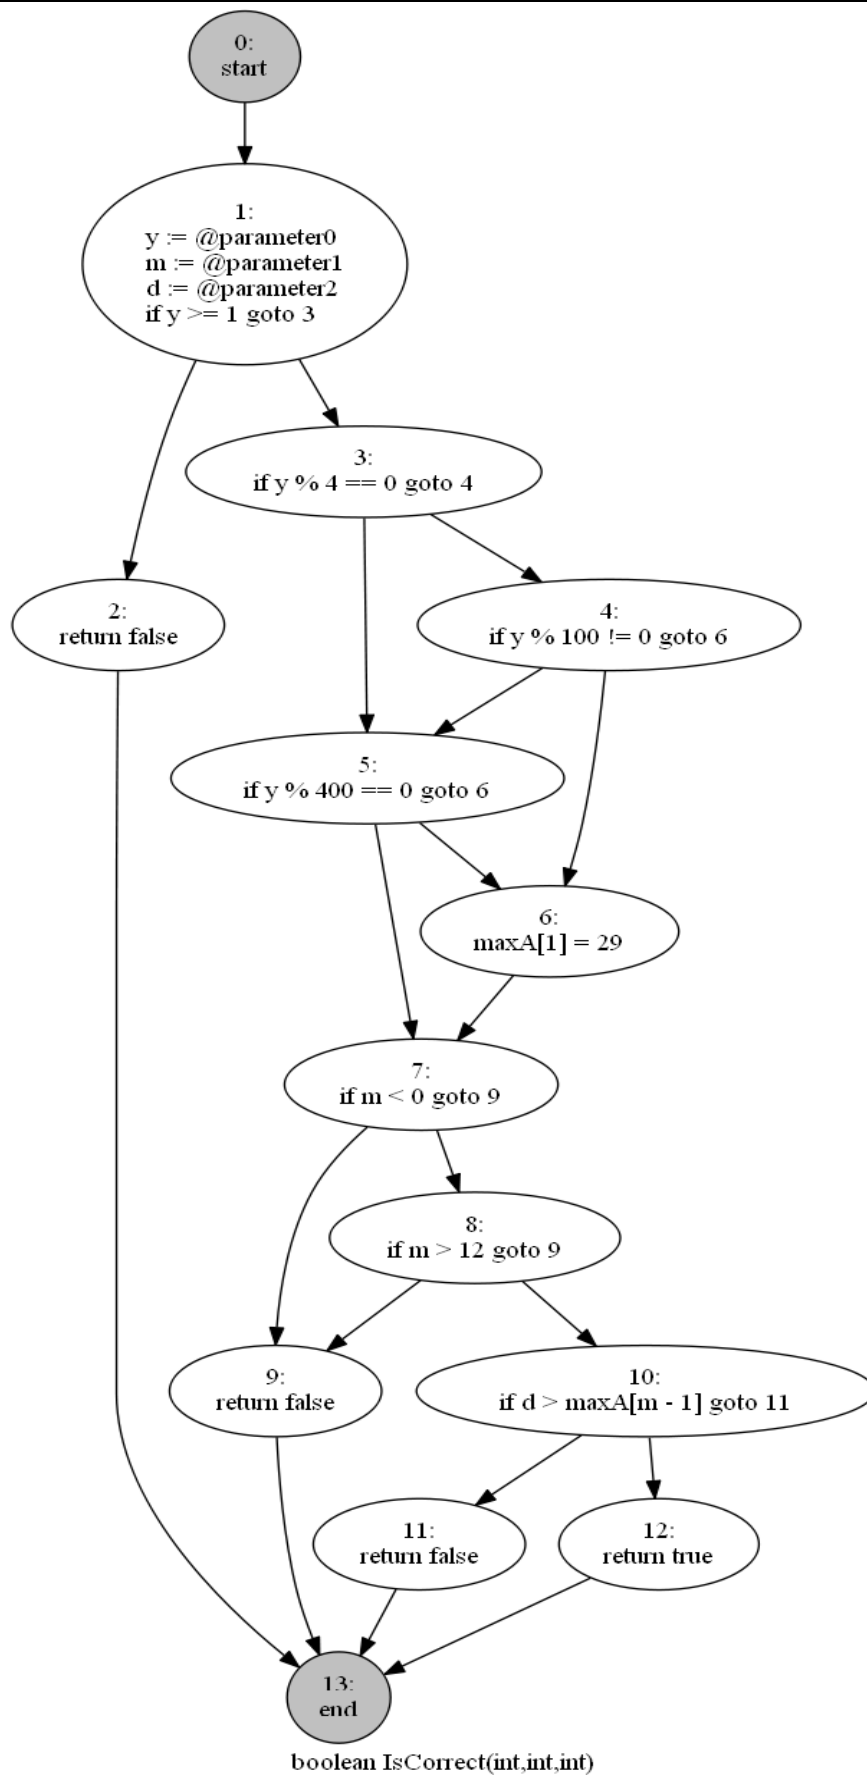 0:
start
1:
y := @parameter0
m := @parameter1
d := @parameter2
if y >= 1 goto 3
3:
if y % 4 == 0 goto 4
2:
return false
4:
if y % 100 != 0 goto 6
5:
if y % 400 == 0 goto 6
6:
maxA[1] = 29
7:
if m < 0 goto 9
8:
if m > 12 goto 9
9:
return false
10:
if d > maxA[m - 1] goto 11
11:
return false
12:
return true
13:
end
boolean IsCorrect(int,int,int)